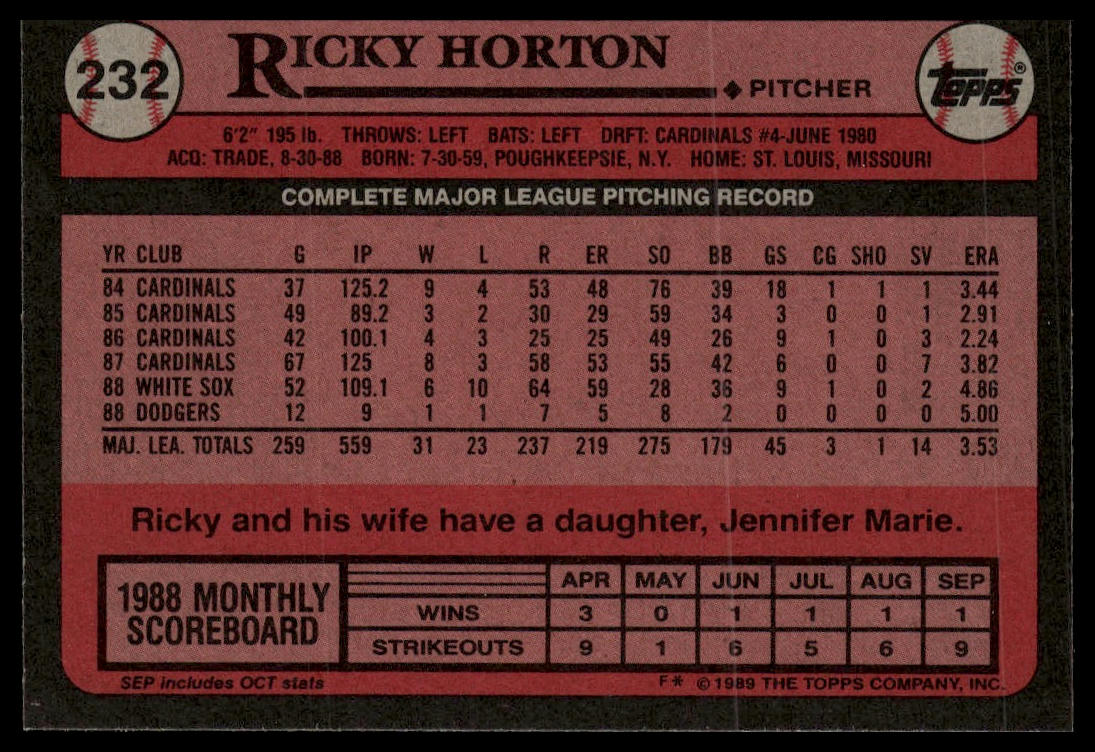 232
RICKY HORTON
◆ PITCHER
TOPPS®
6'2" 195 lb. THROWS: LEFT BATS: LEFT DRFT: CARDINALS #4-JUNE 1980
ACQ: TRADE, 8-30-88 BORN: 7-30-59, POUGHKEEPSIE, N.Y. HOME: ST. LOUIS, MISSOURI
COMPLETE MAJOR LEAGUE PITCHING RECORD
YR CLUB G IP W L R ER SO BB GS CG SHO SV ERA
84 CARDINALS 37 125.2 9 4 53 48 76 39 18 1 1 1 3.44
85 CARDINALS 49 89.2 3 2 30 29 59 34 3 0 0 1 2.91
86 CARDINALS 42 100.1 4 3 25 25 49 26 9 1 0 3 2.24
87 CARDINALS 67 125 8 3 58 53 55 42 6 0 0 7 3.82
88 WHITE SOX 52 109.1 6 10 64 59 28 36 9 1 0 2 4.86
88 DODGERS 12 9 1 1 7 5 8 2 0 0 0 0 5.00
MAJ. LEA. TOTALS 259 559 31 23 237 219 275 179 45 3 1 14 3.53
Ricky and his wife have a daughter, Jennifer Marie.
1988 MONTHLY
SCOREBOARD
APR MAY JUN JUL AUG SEP
WINS 3 0 1 1 1 1
STRIKEOUTS 9 1 6 5 6 9
SEP includes OCT stats
F* ©1989 THE TOPPS COMPANY, INC.